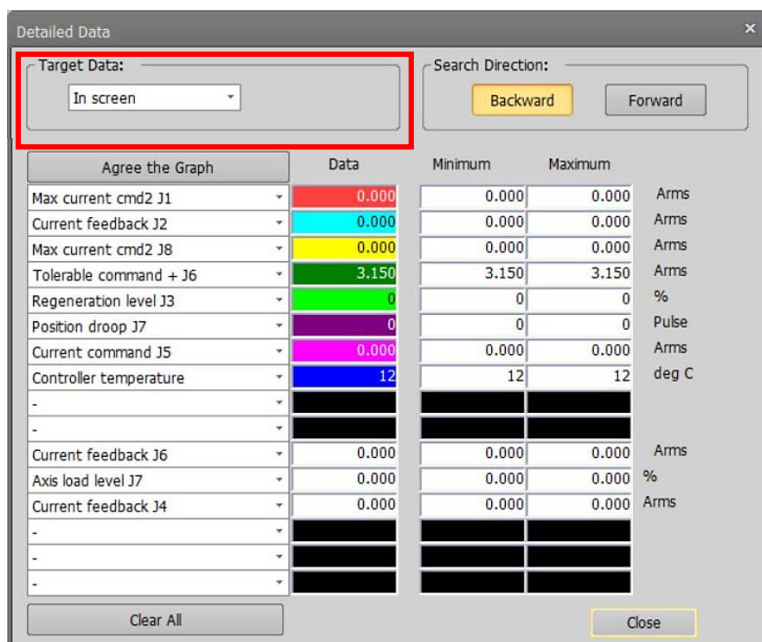 Detailed Data
Target Data:
Search Direction:
In screen
Backward Forward
Agree the Graph Data Minimum Maximum
Max current cmd2 J1 0.000 0.000 0.000 Arms
Current feedback J2 0.000 0.000 0.000 Arms
Max current cmd2 J8 0.000 0.000 0.000 Arms
Tolerable command + J6 3.150 3.150 3.150 Arms
Regeneration level J3 0 0 0 %
Position droop J7 0 0 0 Pulse
Current command J5 0.000 0.000 0.000 Arms
Controller temperature 12 12 12 deg C
-
-
Current feedback J6 0.000 0.000 0.000 Arms
Axis load level J7 0.000 0.000 0.000 %
Current feedback J4 0.000 0.000 0.000 Arms
-
-
-
Clear All Close